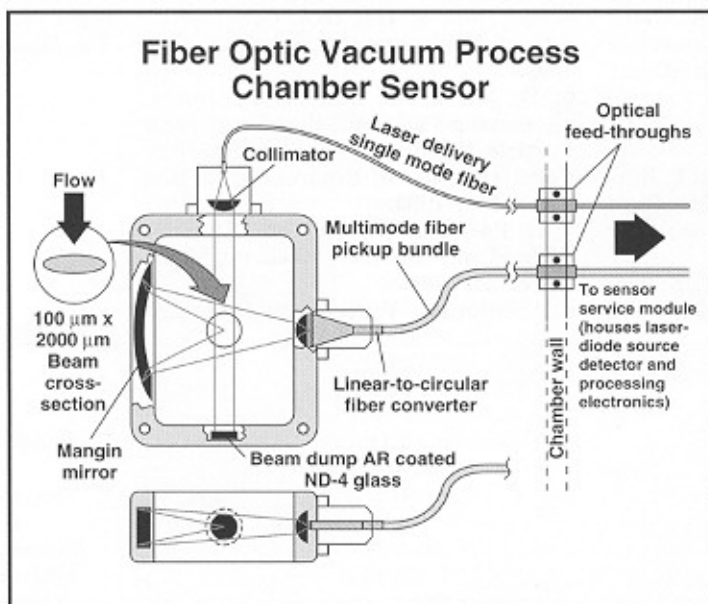 Fiber Optic Vacuum Process
Chamber Sensor
Optical
feed-throughs
Laser delivery
single mode fiber
Collimator
Flow
Multimode fiber
pickup bundle
100 μm x
2000 μm
Beam
cross-
section
To sensor
service module
(houses laser-
diode source
detector and
processing
electronics)
Chamber wall
Linear-to-circular
fiber converter
Mangin
mirror
Beam dump AR coated
ND-4 glass